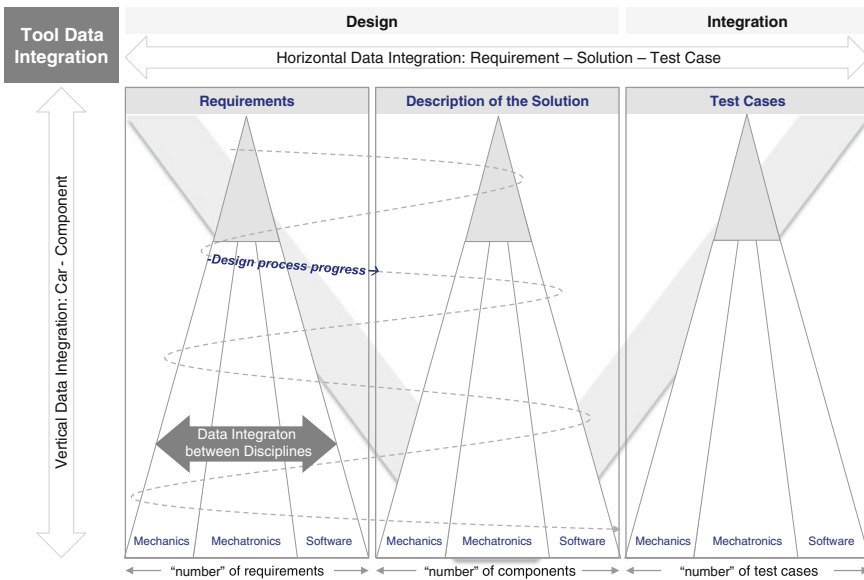 Tool Data
Integration
Design
Integration
Horizontal Data Integration: Requirement – Solution – Test Case
Vertical Data Integration: Car - Component
Requirements
Description of the Solution
Test Cases
-Design process progress→
Data Integraton
between Disciplines
Mechanics
Mechatronics
Software
Mechanics
Mechatronics
Software
Mechanics
Mechatronics
Software
“number” of requirements
“number” of components
“number” of test cases